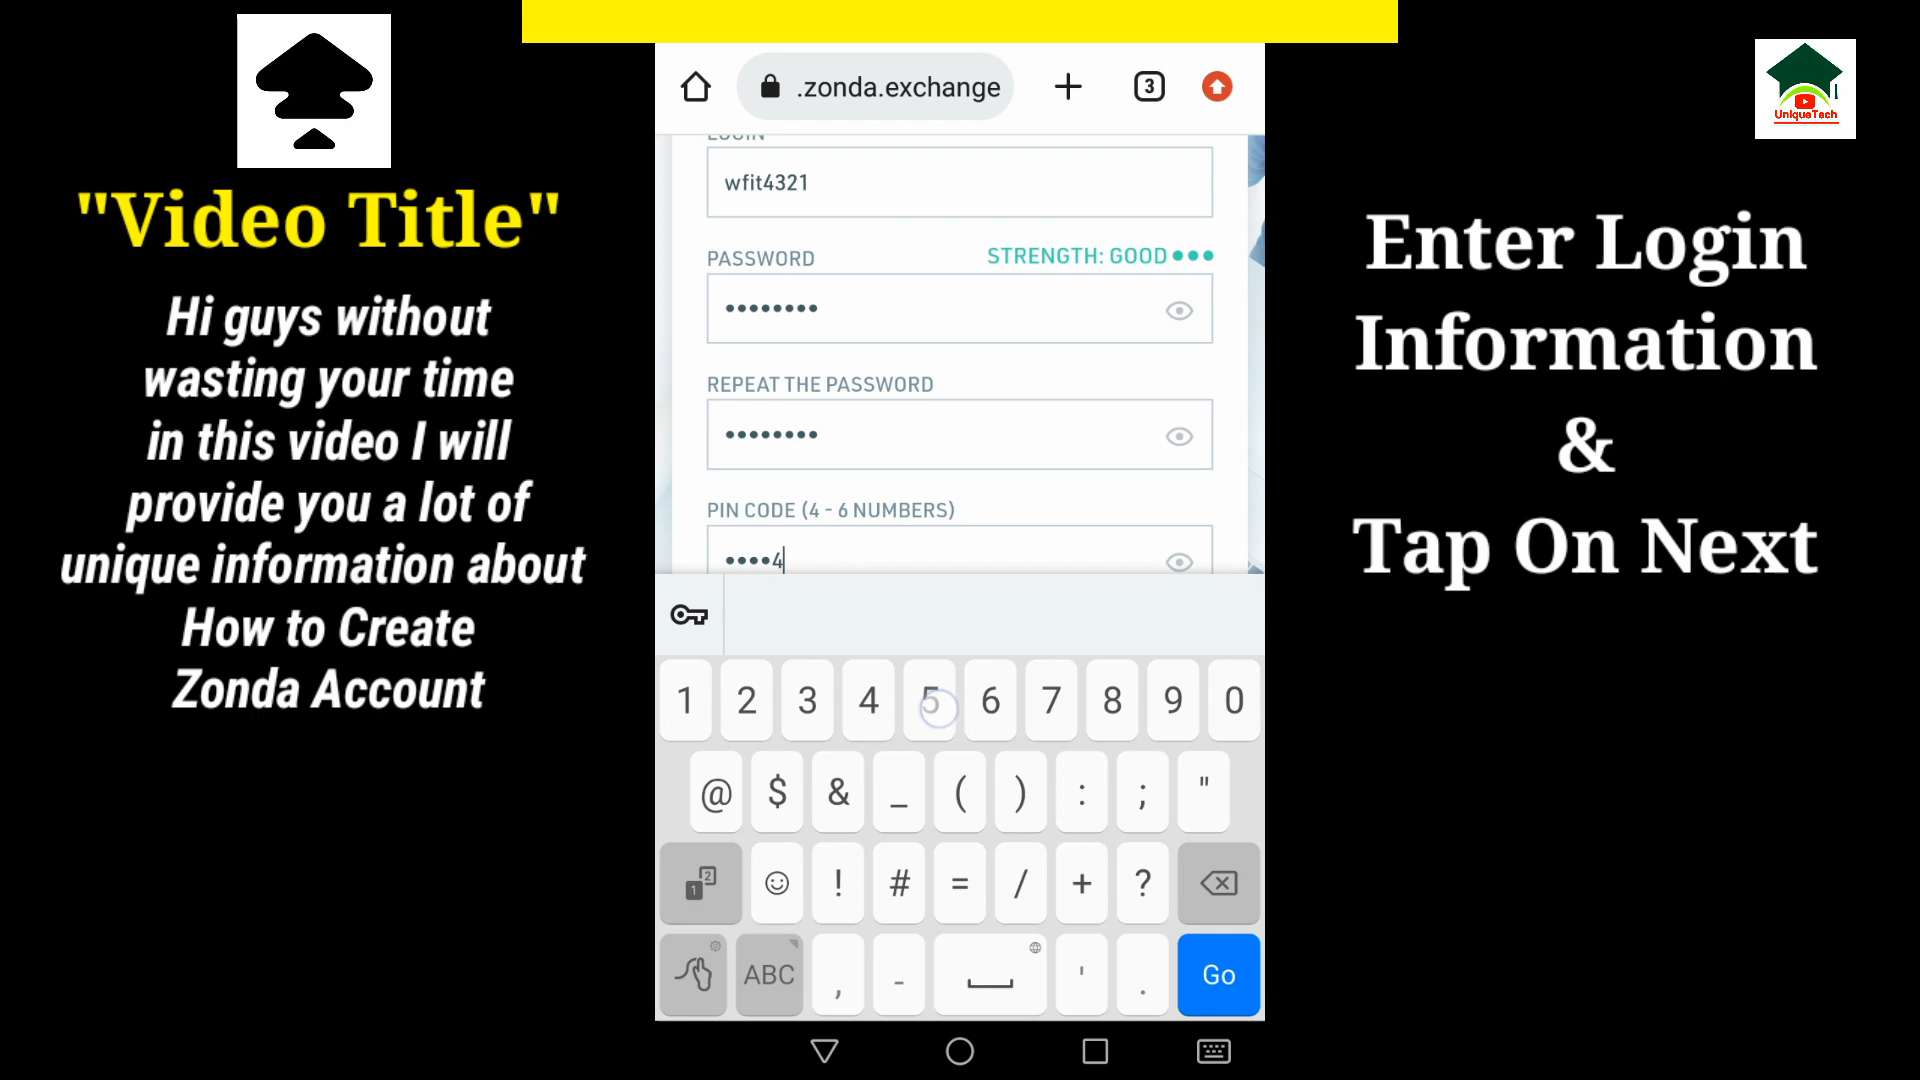 "Video Title"
Hi guys without
wasting your time
in this video I will
provide you a lot of
unique information about
How to Create
Zonda Account
.zonda.exchange
3
LOGIN
wfit4321
PASSWORD
STRENGTH: GOOD
REPEAT THE PASSWORD
PIN CODE (4 - 6 NUMBERS)
••••4
1 2 3 4 5 6 7 8 9 0
@ $ & _ ( ) : ; "
1 2 ! # = / + ?
ABC , - ' . Go
UniqueTech
Enter Login
Information
&
Tap On Next